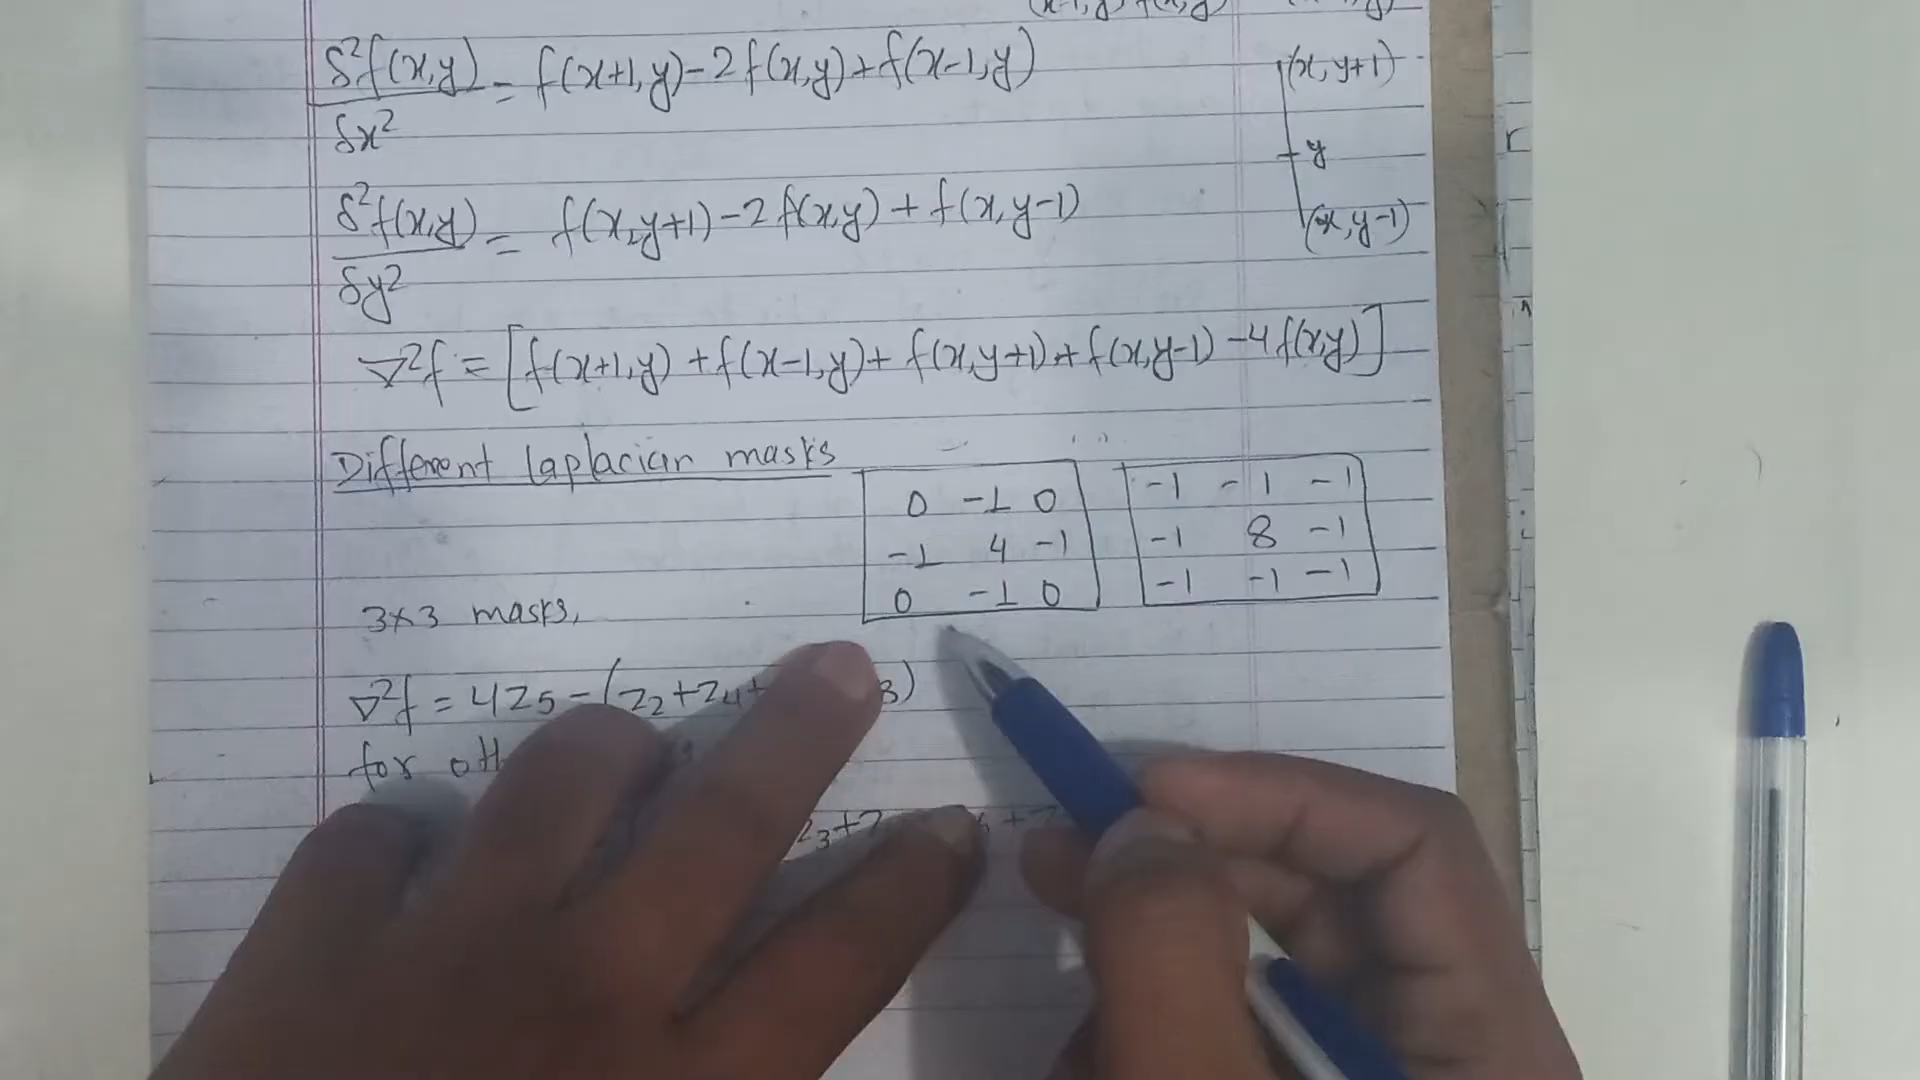 δ²f(x,y)/δx² = f(x+1,y)-2f(x,y)+f(x-1,y)
(x,y+1)
y
(x,y-1)
δ²f(x,y)/δy² = f(x,y+1)-2f(x,y)+f(x,y-1)
▽²f = [f(x+1,y)+f(x-1,y)+f(x,y+1)+f(x,y-1)-4f(x,y)]
Different laplacian masks
0 -1 0
-1 4 -1
0 -1 0
-1 -1 -1
-1 8 -1
-1 -1 -1
3×3 masks,
▽²f = 4Z5-(Z2+Z4+ 8)
for
Z3+Z